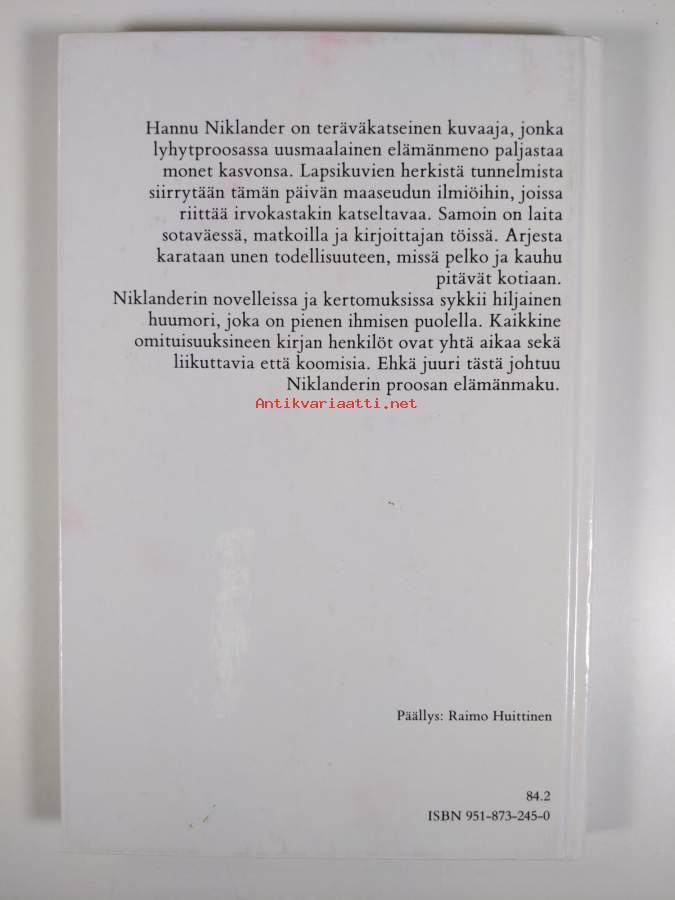 Hannu Niklander on teräväkatseinen kuvaaja, jonka
lyhytproosassa uusmaalainen elämänmeno paljastaa
monet kasvonsa. Lapsikuvien herkistä tunnelmista
siirrytään tämän päivän maaseudun ilmiöihin, joissa
riittää irvokastakin katseltavaa. Samoin on laita
sotaväessä, matkoilla ja kirjoittajan töissä. Arjesta
karataan unen todellisuuteen, missä pelko ja kauhu
pitävät kotiaan.
Niklanderin novelleissa ja kertomuksissa sykkii hiljainen
huumori, joka on pienen ihmisen puolella. Kaikkine
omituisuuksineen kirjan henkilöt ovat yhtä aikaa sekä
liikuttavia että koomisia. Ehkä juuri tästä johtuu
Niklanderin proosan elämänmaku.
Antikvariaatti.net
Päällys: Raimo Huittinen
84.2
ISBN 951-873-245-0